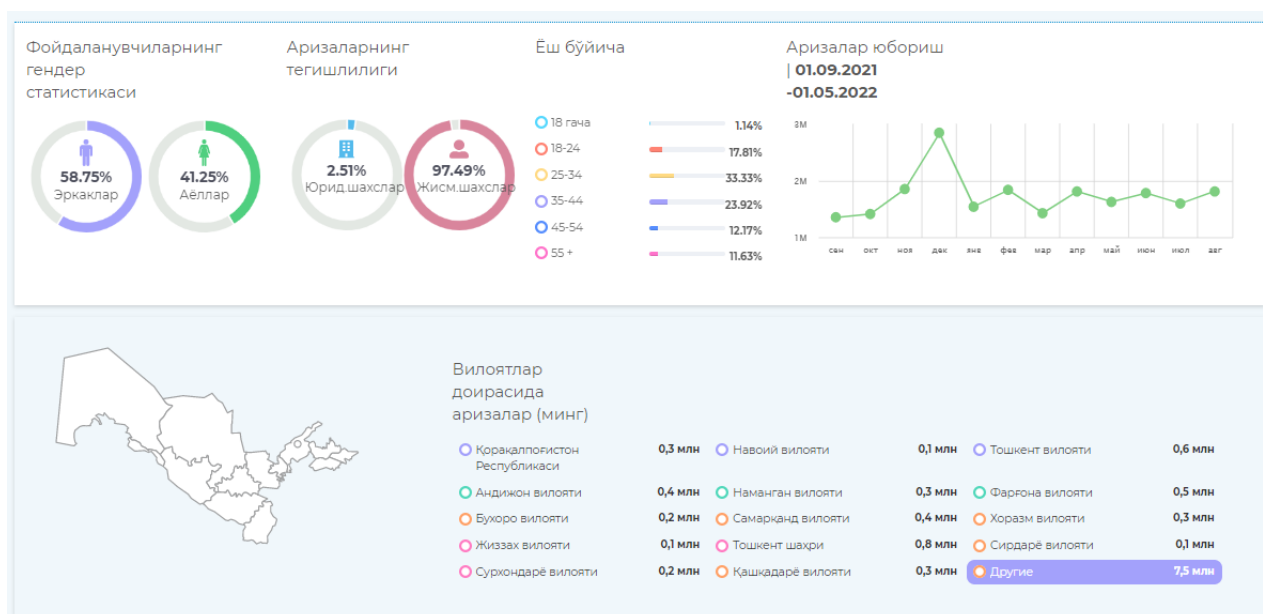 Фойдаланувчиларнинг
гендер
статистикаси
58.75%
Эркаклар
41.25%
Аёллар
Аризаларнинг
тегишлилиги
2.51%
Юрид.шахслар
97.49%
Жисм.шахслар
Ёш бўйича
18 гача 1.14%
18-24 17.81%
25-34 33.33%
35-44 23.92%
45-54 12.17%
55 + 11.63%
Аризалар юбориш
| 01.09.2021
-01.05.2022
3M
2M
1M
сен окт ноя дек янв фев мар апр май июн июл авг
Вилоятлар
доирасида
аризалар (минг)
Қорақалпоғистон
Республикаси 0,3 млн
Навоий вилояти 0,1 млн
Тошкент вилояти 0,6 млн
Андижон вилояти 0,4 млн
Наманган вилояти 0,3 млн
Фарғона вилояти 0,5 млн
Бухоро вилояти 0,2 млн
Самарқанд вилояти 0,4 млн
Хоразм вилояти 0,3 млн
Жиззах вилояти 0,1 млн
Тошкент шаҳри 0,8 млн
Сирдарё вилояти 0,1 млн
Сурхондарё вилояти 0,2 млн
Қашқадарё вилояти 0,3 млн
Другие 7,5 млн